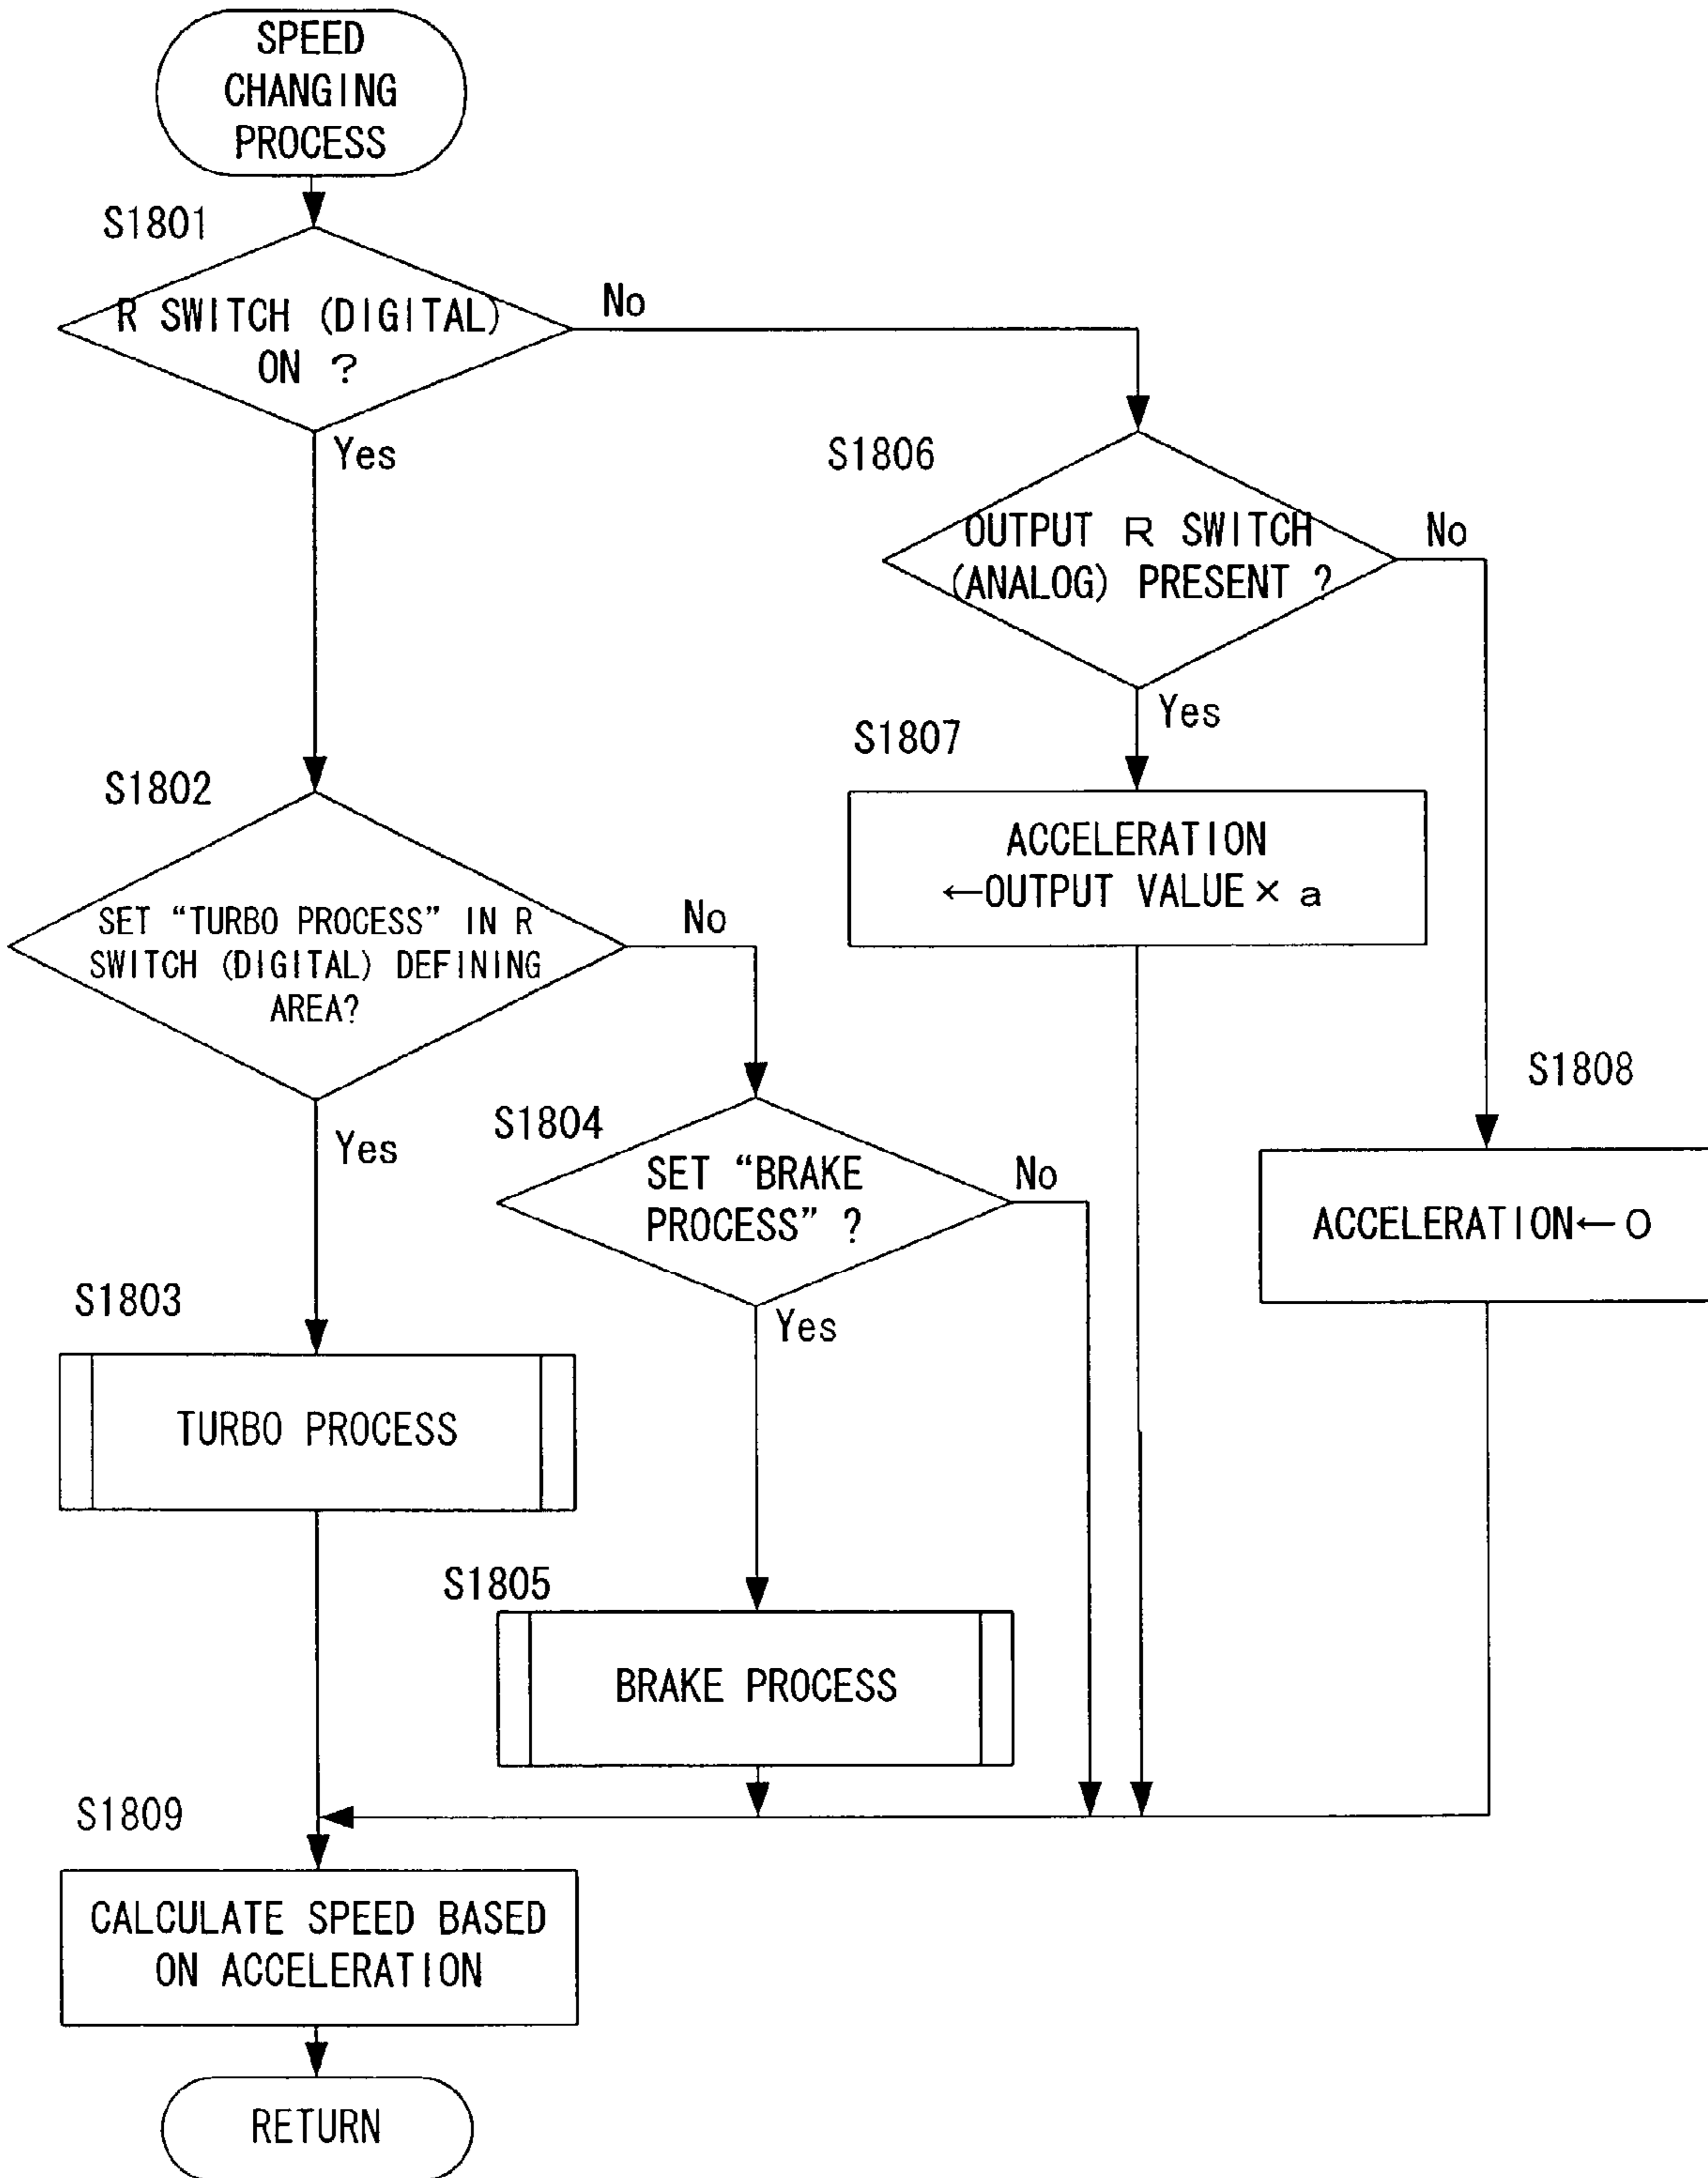 SPEED
CHANGING
PROCESS
S1801
R SWITCH (DIGITAL)
ON ?
No
Yes
S1806
OUTPUT R SWITCH
(ANALOG) PRESENT ?
No
Yes
S1807
ACCELERATION
←OUTPUT VALUE × a
S1802
SET “TURBO PROCESS” IN R
SWITCH (DIGITAL) DEFINING
AREA?
No
Yes
S1808
ACCELERATION← 0
S1804
SET “BRAKE
PROCESS” ?
No
Yes
S1803
TURBO PROCESS
S1805
BRAKE PROCESS
S1809
CALCULATE SPEED BASED
ON ACCELERATION
RETURN